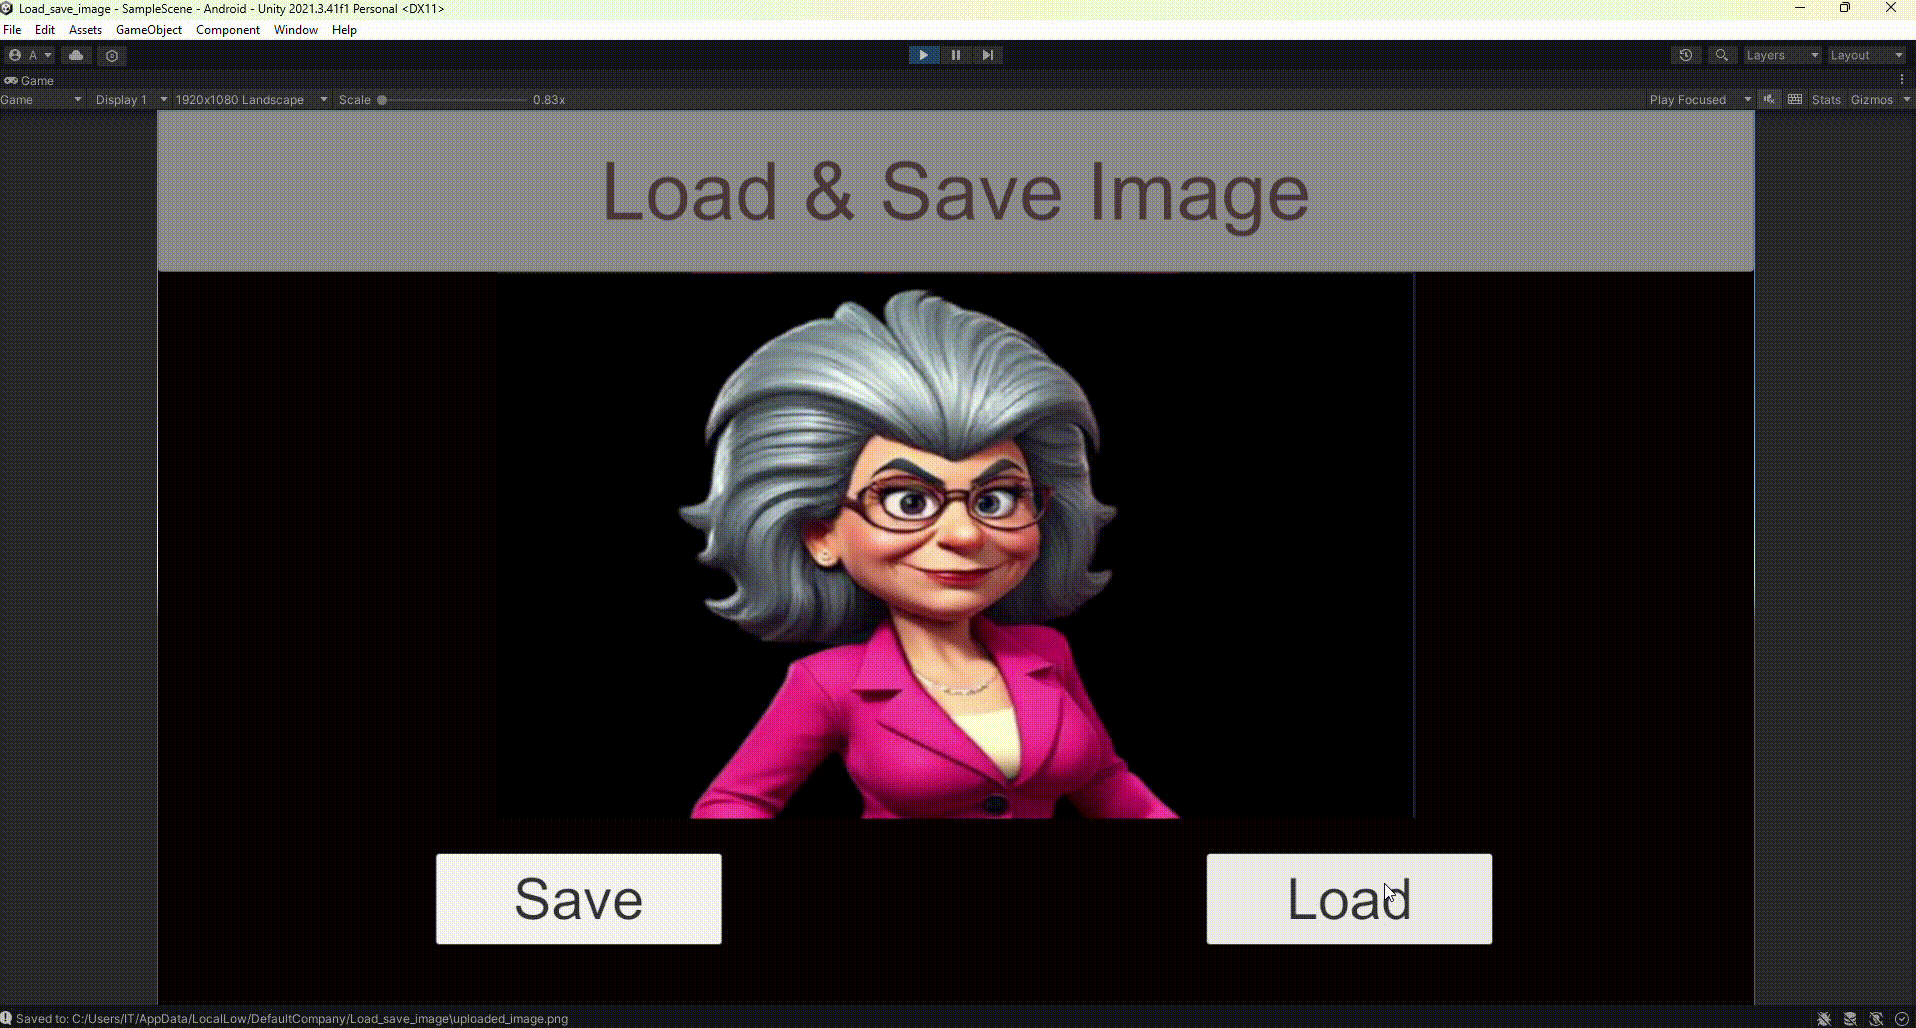 Load_save_image - SampleScene - Android - Unity 2021.3.41f1 Personal <DX11>
File Edit Assets GameObject Component Window Help
A Layers Layout
Game
Game Display 1 1920x1080 Landscape Scale 0.83x Play Focused Stats Gizmos
Load & Save Image
Save Load
Saved to: C:/Users/IT/AppData/LocalLow/DefaultCompany/Load_save_image\uploaded_image.png